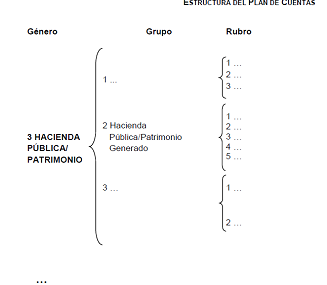 ESTRUCTURA DEL PLAN DE CUENTAS
Género Grupo Rubro
1 ...
2 ...
3 ...
1 ...
1 ...
2 ...
3 ...
4 ...
5 ...
2 Hacienda
Pública/Patrimonio
Generado
3 HACIENDA
PÚBLICA/
PATRIMONIO
3 ...
1 ...
2 ...
...